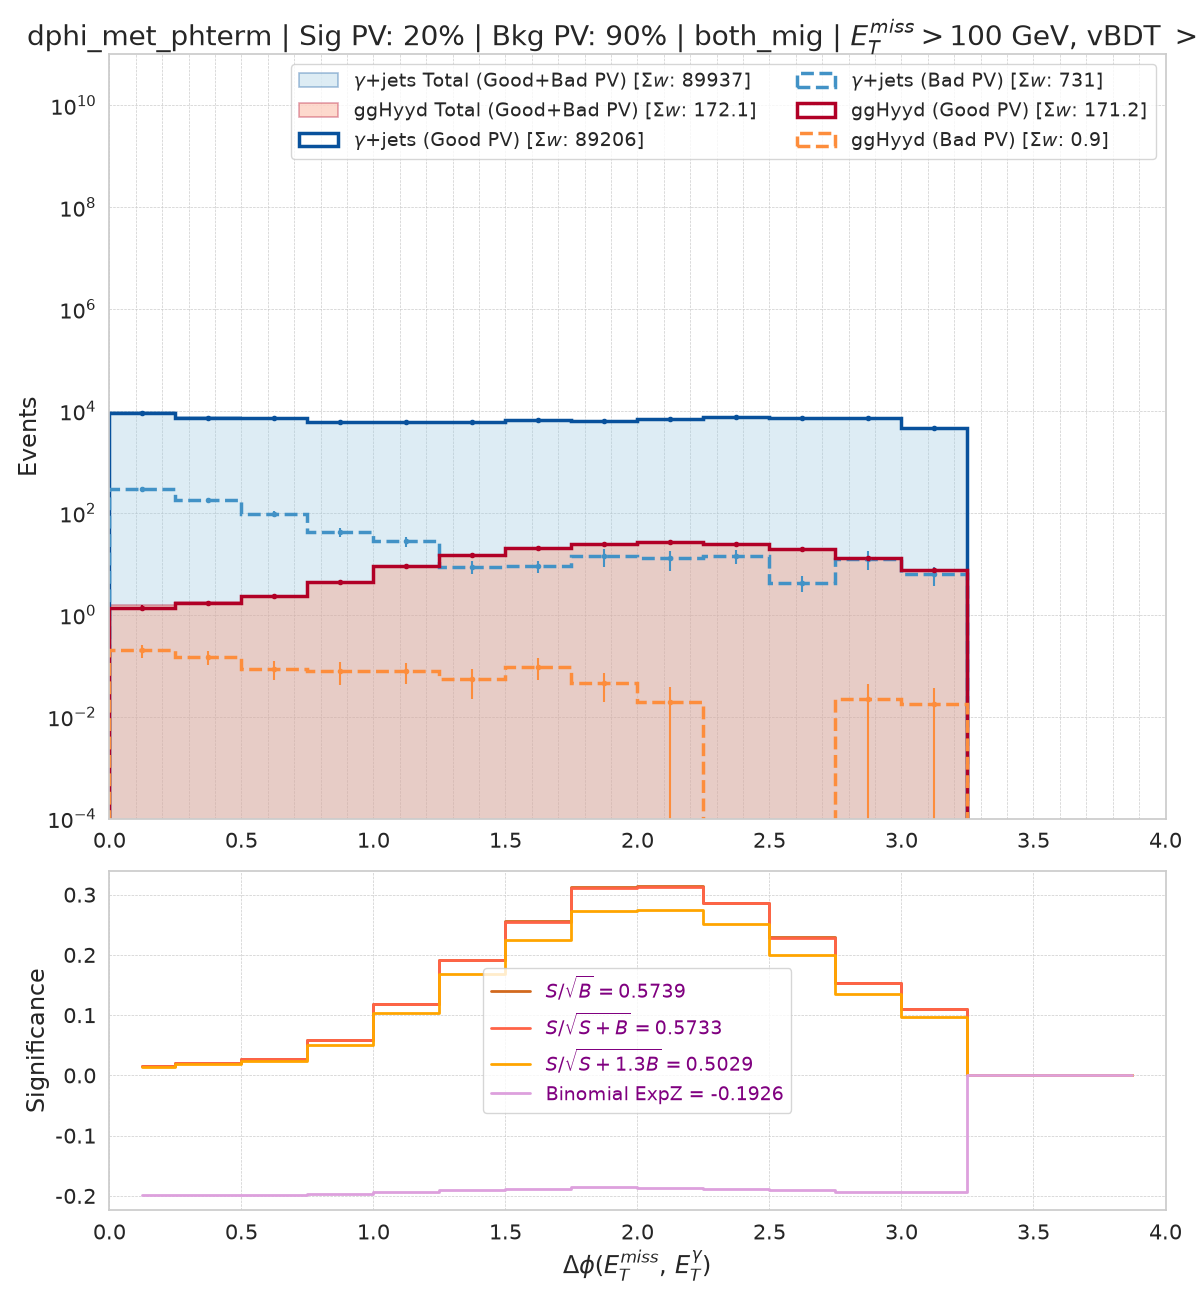 dphi_met_phterm | Sig PV: 20% | Bkg PV: 90% | both_mig | $E_T^{miss}$ > 100 GeV, vBDT >
γ+jets Total (Good+Bad PV) [Σw: 89937]
ggHyyd Total (Good+Bad PV) [Σw: 172.1]
γ+jets (Good PV) [Σw: 89206]
γ+jets (Bad PV) [Σw: 731]
ggHyyd (Good PV) [Σw: 171.2]
ggHyyd (Bad PV) [Σw: 0.9]
Events
$10^{10}$
$10^8$
$10^6$
$10^4$
$10^2$
$10^0$
$10^{-2}$
$10^{-4}$
0.0 0.5 1.0 1.5 2.0 2.5 3.0 3.5 4.0
Significance
0.3
0.2
0.1
0.0
-0.1
-0.2
$S/\sqrt{B}$ = 0.5739
$S/\sqrt{S+B}$ = 0.5733
$S/\sqrt{S+1.3B}$ = 0.5029
Binomial ExpZ = -0.1926
0.0 0.5 1.0 1.5 2.0 2.5 3.0 3.5 4.0
Δϕ($E_T^{miss}$, $E_T^γ$)